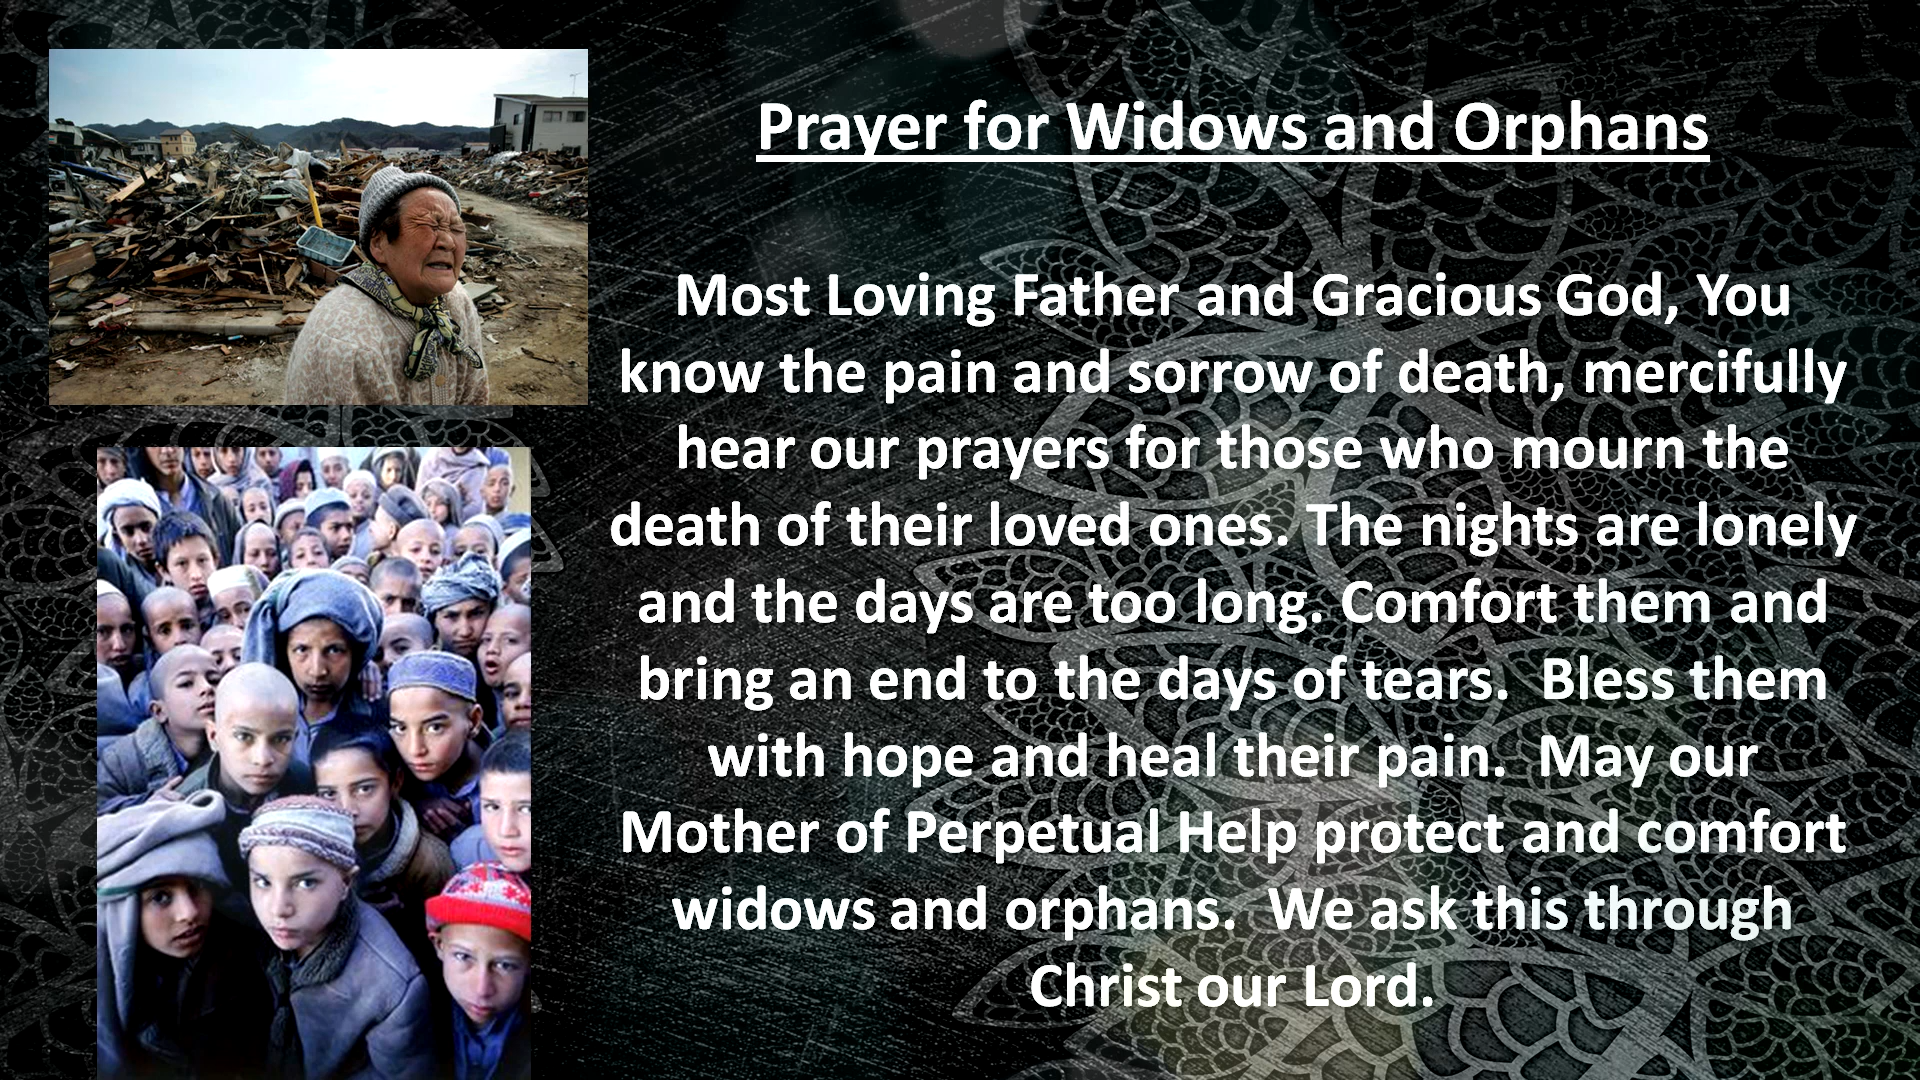 Prayer for Widows and Orphans
Most Loving Father and Gracious God, You
know the pain and sorrow of death, mercifully
hear our prayers for those who mourn the
death of their loved ones. The nights are lonely
and the days are too long. Comfort them and
bring an end to the days of tears.  Bless them
with hope and heal their pain.  May our
Mother of Perpetual Help protect and comfort
widows and orphans.  We ask this through
Christ our Lord.